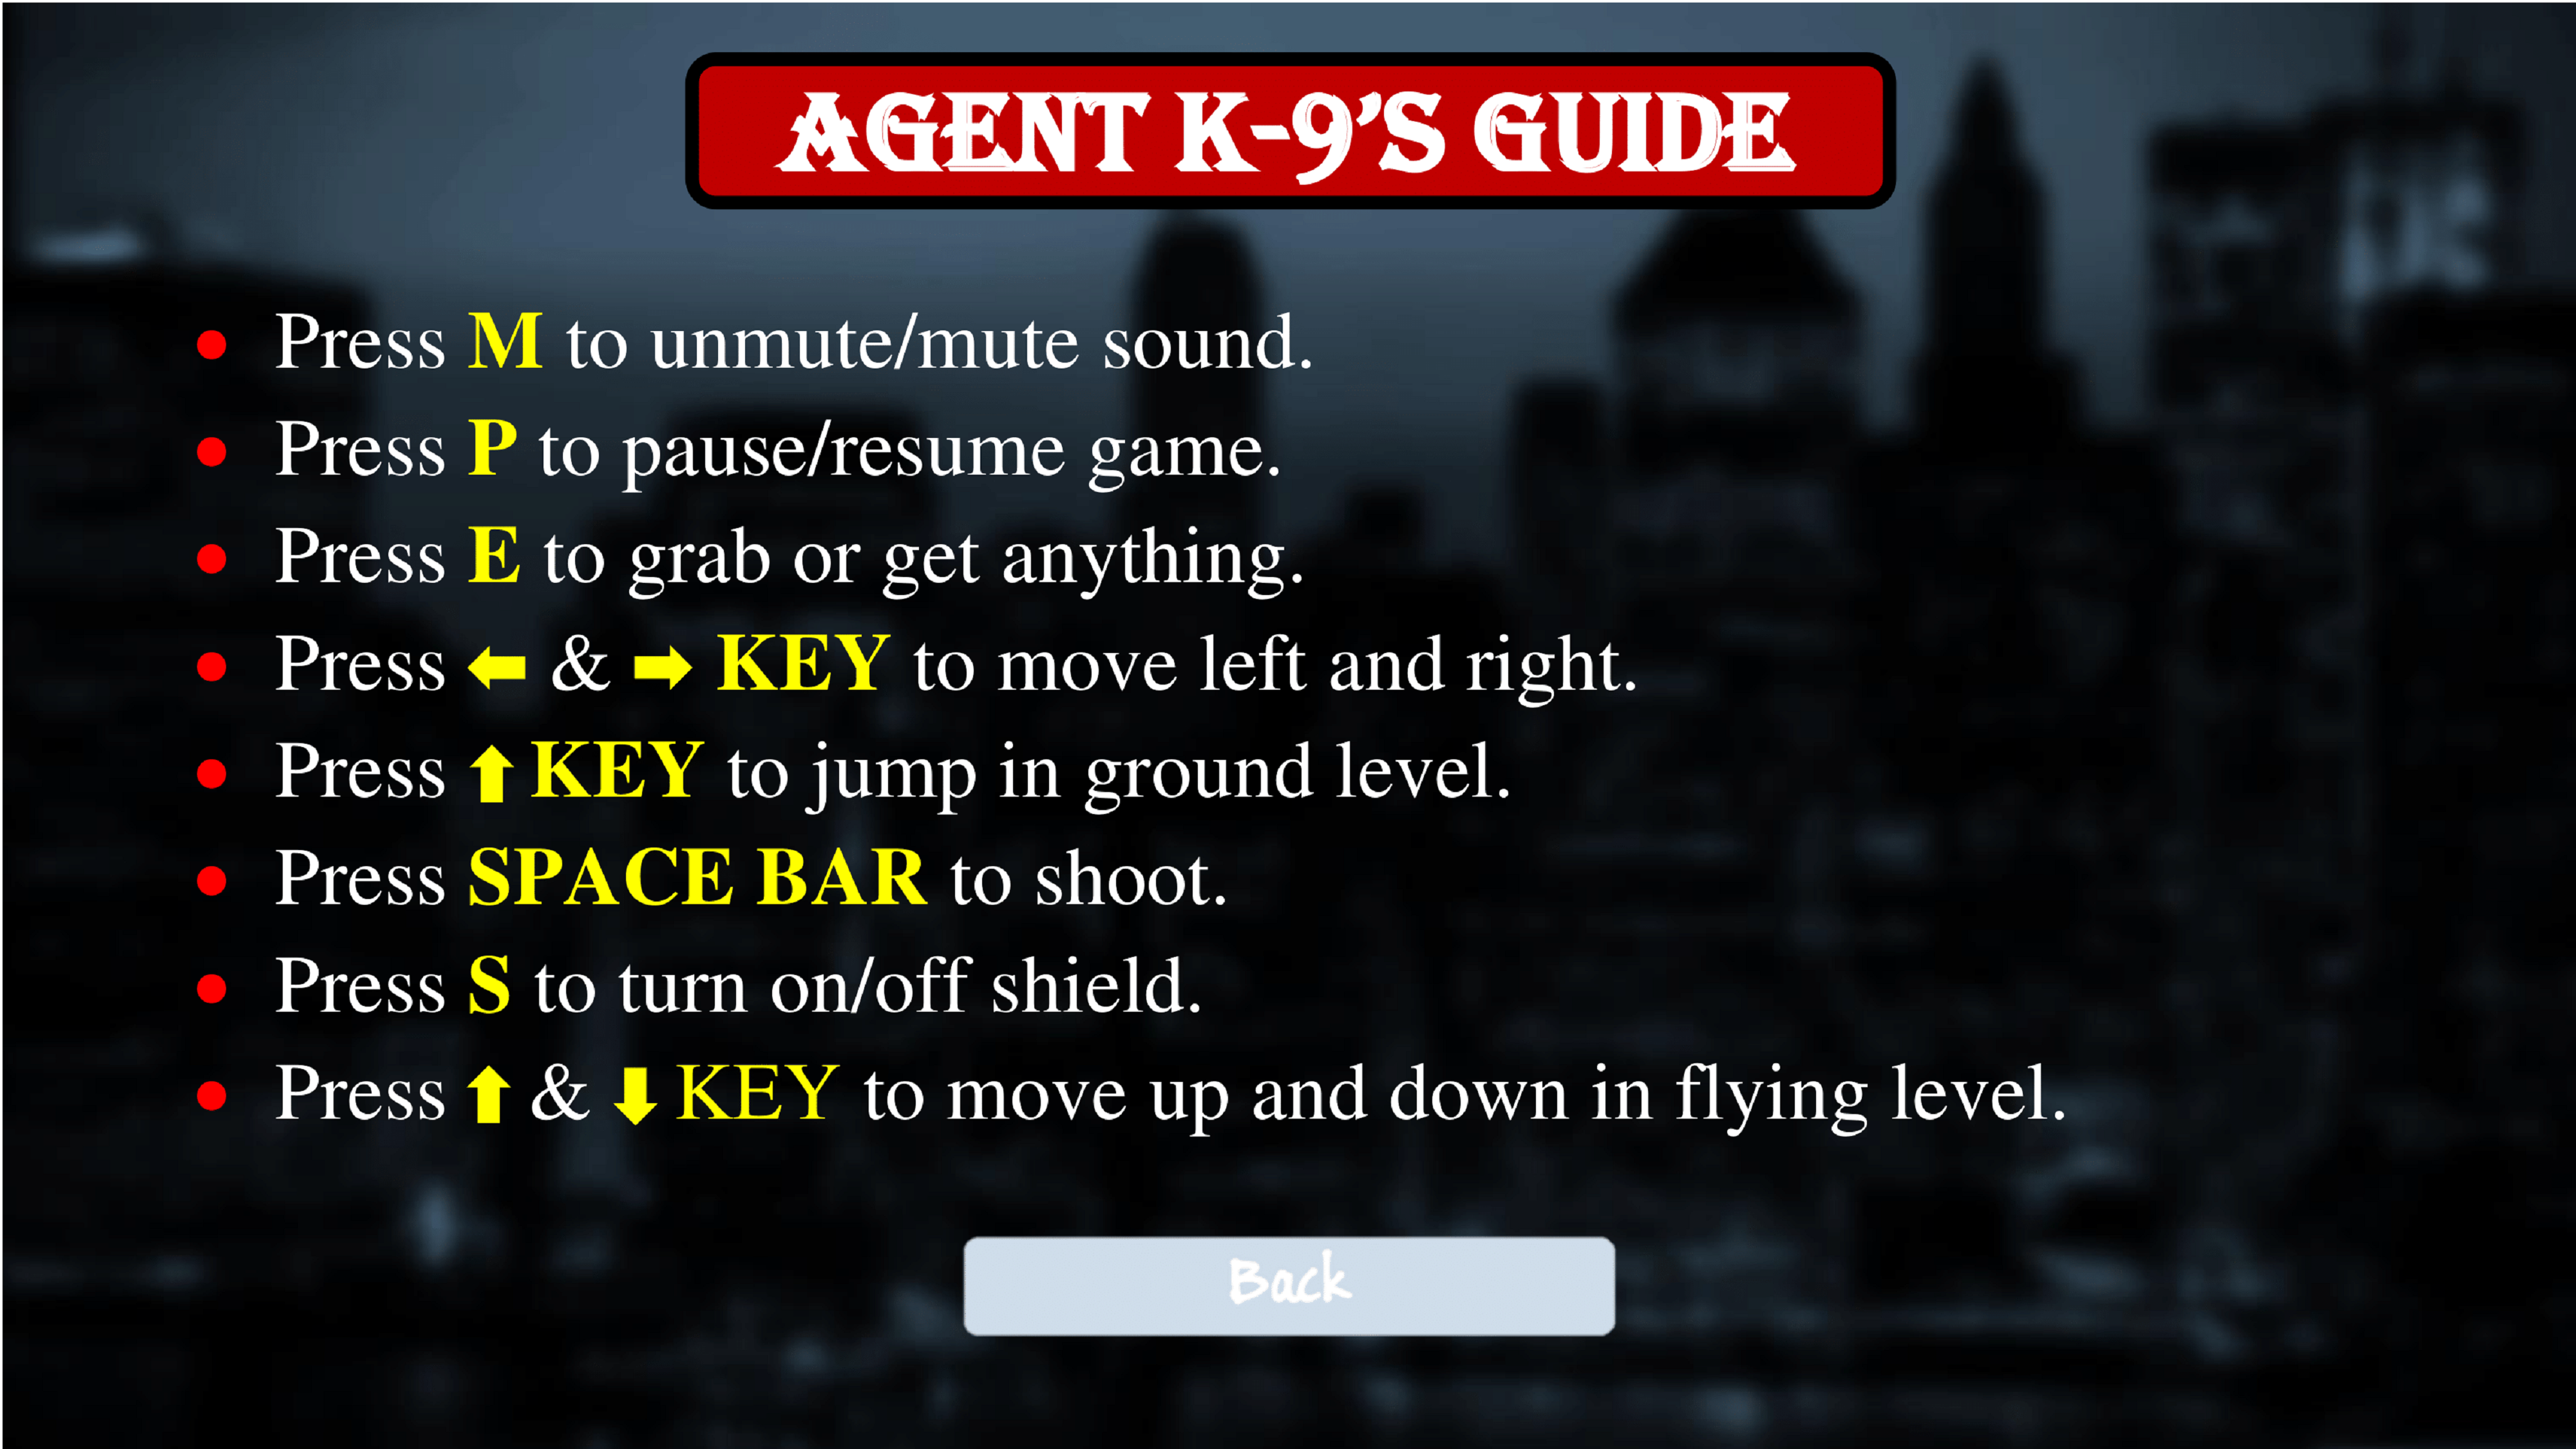 AGENT K-9'S GUIDE
• Press M to unmute/mute sound.
• Press P to pause/resume game.
• Press E to grab or get anything.
• Press ⬅ & ➡ KEY to move left and right.
• Press ⬆ KEY to jump in ground level.
• Press SPACE BAR to shoot.
• Press S to turn on/off shield.
• Press ⬆ & ⬇ KEY to move up and down in flying level.
Back